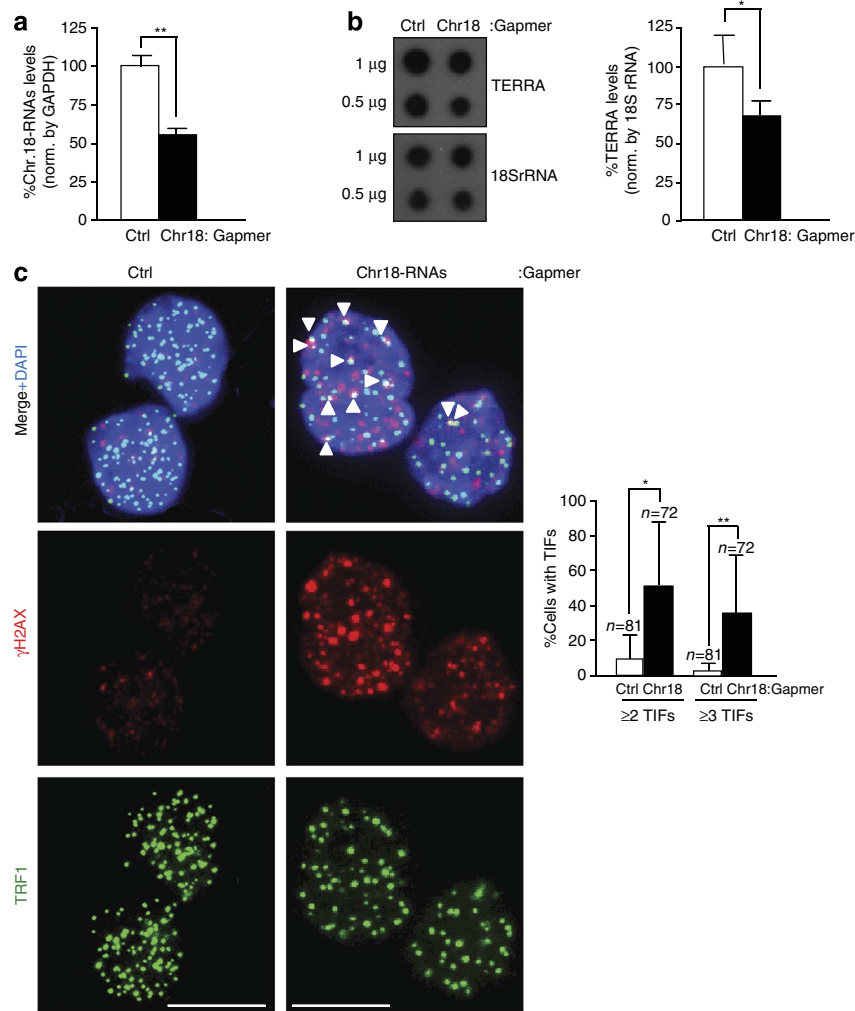 a
%Chr.18-RNAs levels
(norm. by GAPDH)
125
100
75
50
25
0
**
Ctrl Chr18: Gapmer
b
Ctrl Chr18 :Gapmer
1 μg
0.5 μg
TERRA
1 μg
0.5 μg
18SrRNA
%TERRA levels
(norm. by 18S rRNA)
125
100
75
50
25
0
*
Ctrl Chr18: Gapmer
c
Ctrl
Chr18-RNAs :Gapmer
Merge+DAPI
γH2AX
TRF1
%Cells with TIFs
100
80
60
40
20
0
*
**
n=81
n=72
n=81
n=72
Ctrl Chr18 Ctrl Chr18:Gapmer
≥2 TIFs ≥3 TIFs